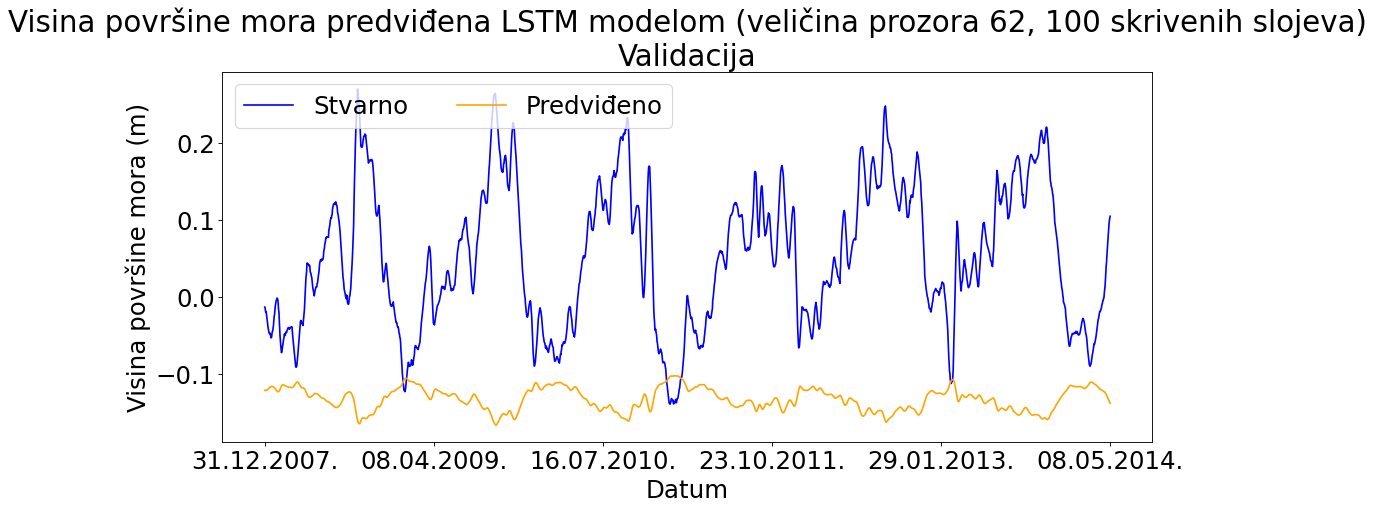 Visina površine mora predviđena LSTM modelom (veličina prozora 62, 100 skrivenih slojeva)
Validacija
Stvarno Predviđeno
Visina površine mora (m)
0.2
0.1
0.0
−0.1
31.12.2007. 08.04.2009. 16.07.2010. 23.10.2011. 29.01.2013. 08.05.2014.
Datum